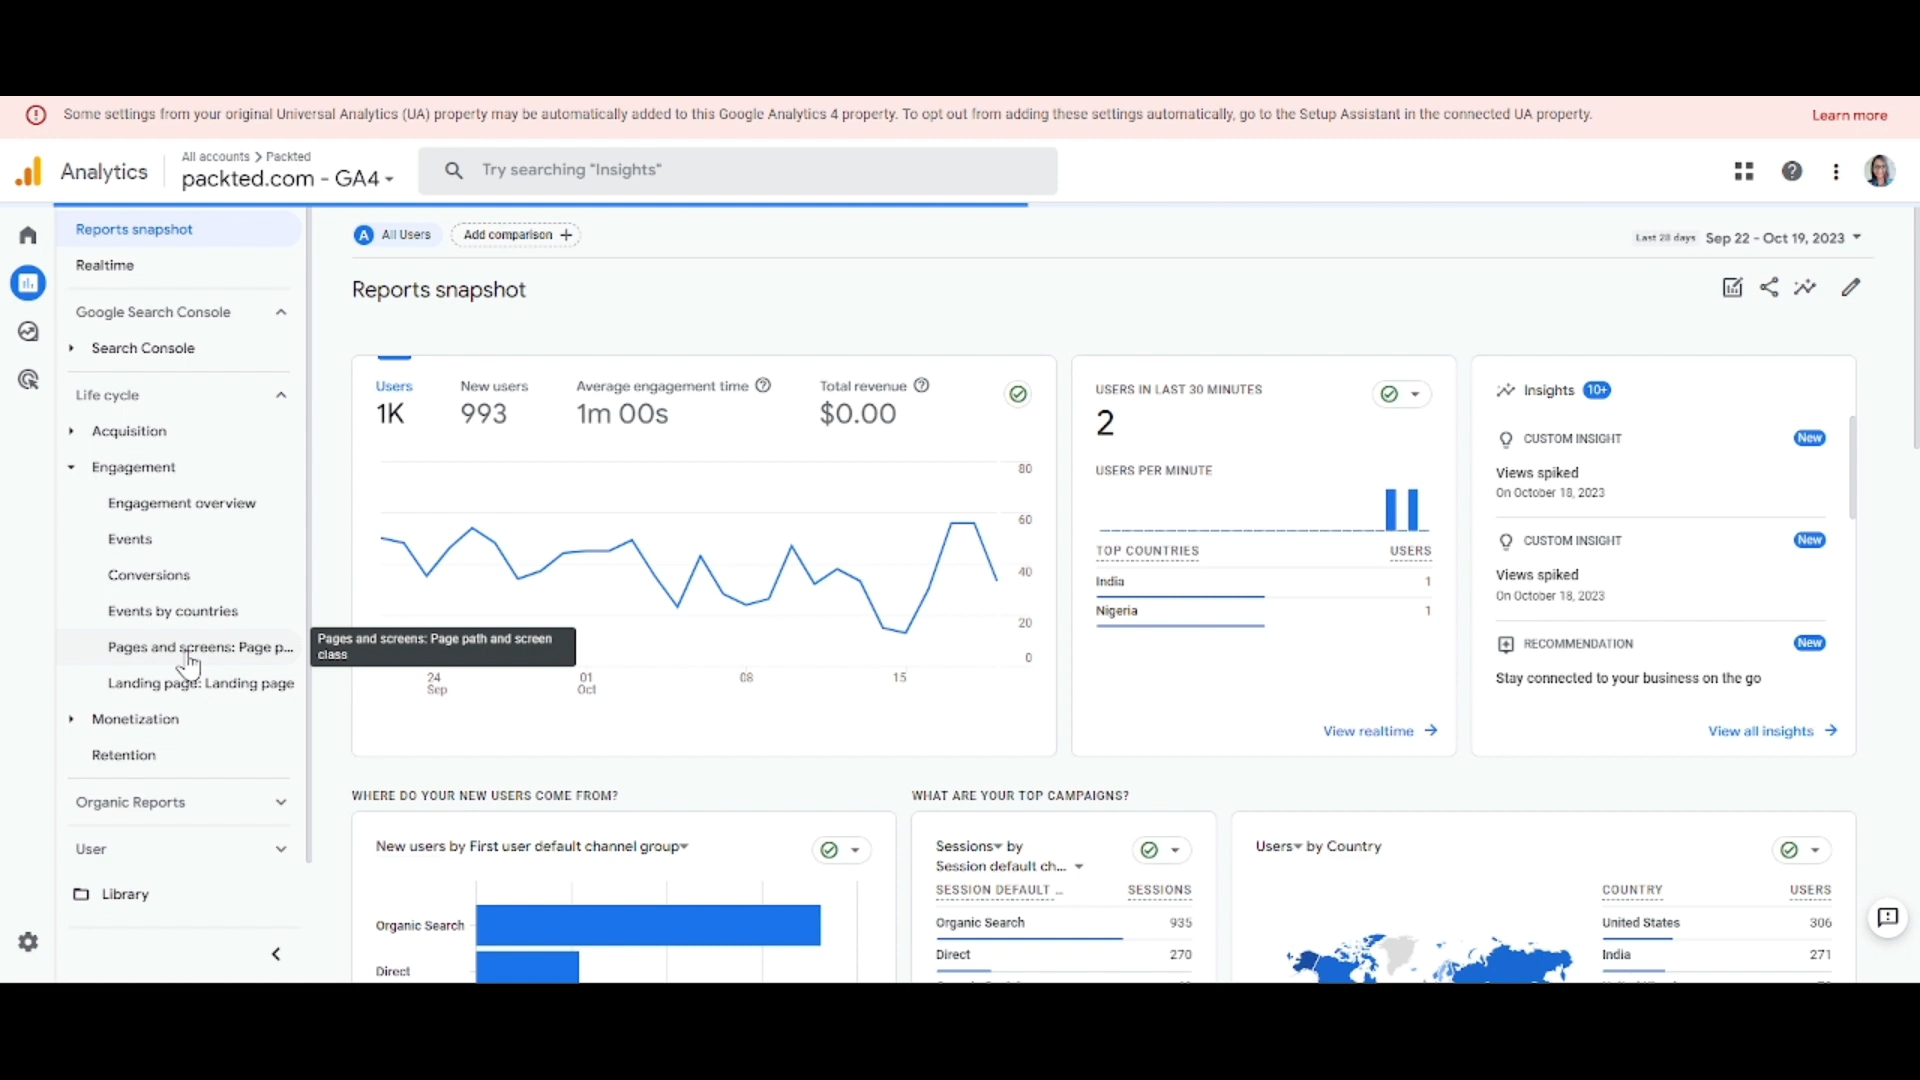 Some settings from your original Universal Analytics (UA) property may be automatically added to this Google Analytics 4 property. To opt out from adding these settings automatically, go to the Setup Assistant in the connected UA property.
Learn more
Analytics
All accounts > Packted
packted.com - GA4
Try searching "Insights"
Reports snapshot
Realtime
Google Search Console
Search Console
Life cycle
Acquisition
Engagement
Engagement overview
Events
Conversions
Events by countries
Pages and screens: Page p...
Landing page: Landing page
Monetization
Retention
Organic Reports
User
Library
Pages and screens: Page path and screen
class
A All Users
Add comparison +
Last 28 days Sep 22 - Oct 19, 2023
Reports snapshot
Users
1K
New users
993
Average engagement time
1m 00s
Total revenue
$0.00
80
60
40
20
0
24
Sep
01
Oct
08
15
USERS IN LAST 30 MINUTES
2
USERS PER MINUTE
TOP COUNTRIES USERS
India 1
Nigeria 1
View realtime
Insights 10+
CUSTOM INSIGHT New
Views spiked
On October 18, 2023
CUSTOM INSIGHT New
Views spiked
On October 18, 2023
RECOMMENDATION New
Stay connected to your business on the go
View all insights
WHERE DO YOUR NEW USERS COME FROM?
New users by First user default channel group
Organic Search
Direct
WHAT ARE YOUR TOP CAMPAIGNS?
Sessions by
Session default ch...
SESSION DEFAULT ... SESSIONS
Organic Search 935
Direct 270
Users by Country
COUNTRY USERS
United States 306
India 271